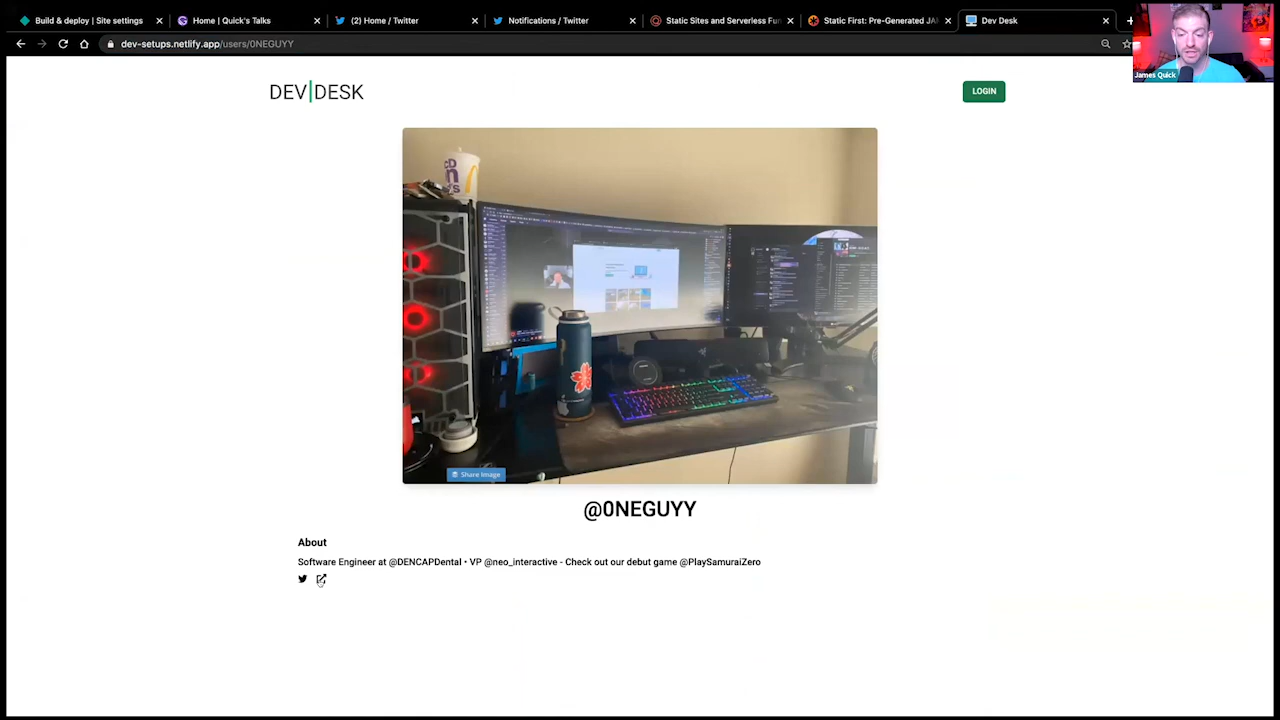 Build & deploy | Site settings
Home | Quick's Talks
(2) Home / Twitter
Notifications / Twitter
Static Sites and Serverless Fun
Static First: Pre-Generated JA
Dev Desk
dev-setups.netlify.app/users/0NEGUYY
James Quick
DEV|DESK
LOGIN
Share Image
@0NEGUYY
About
Software Engineer at @DENCAPDental • VP @neo_interactive - Check out our debut game @PlaySamuraiZero